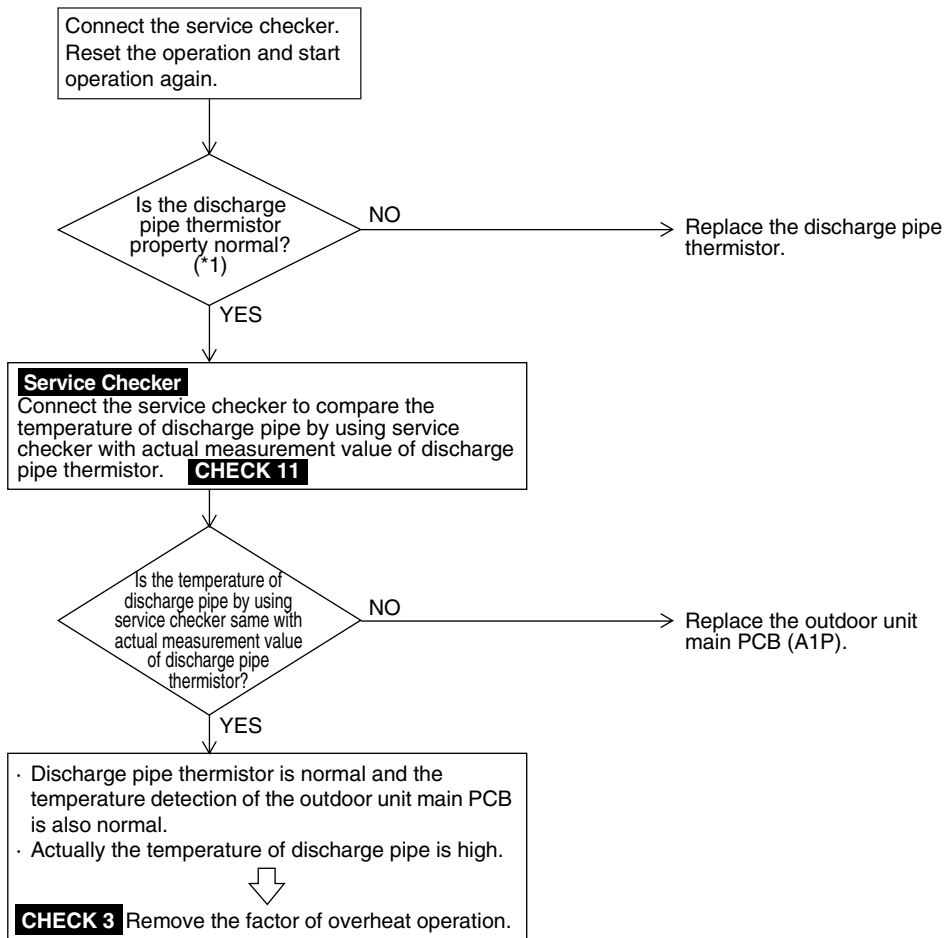 Connect the service checker.
Reset the operation and start
operation again.
Is the discharge
pipe thermistor
property normal?
(*1)
NO
Replace the discharge pipe
thermistor.
YES
Service Checker
Connect the service checker to compare the
temperature of discharge pipe by using service
checker with actual measurement value of discharge
pipe thermistor. CHECK 11
Is the temperature of
discharge pipe by using
service checker same with
actual measurement value
of discharge pipe
thermistor?
NO
Replace the outdoor unit
main PCB (A1P).
YES
· Discharge pipe thermistor is normal and the
temperature detection of the outdoor unit main PCB
is also normal.
· Actually the temperature of discharge pipe is high.
CHECK 3 Remove the factor of overheat operation.